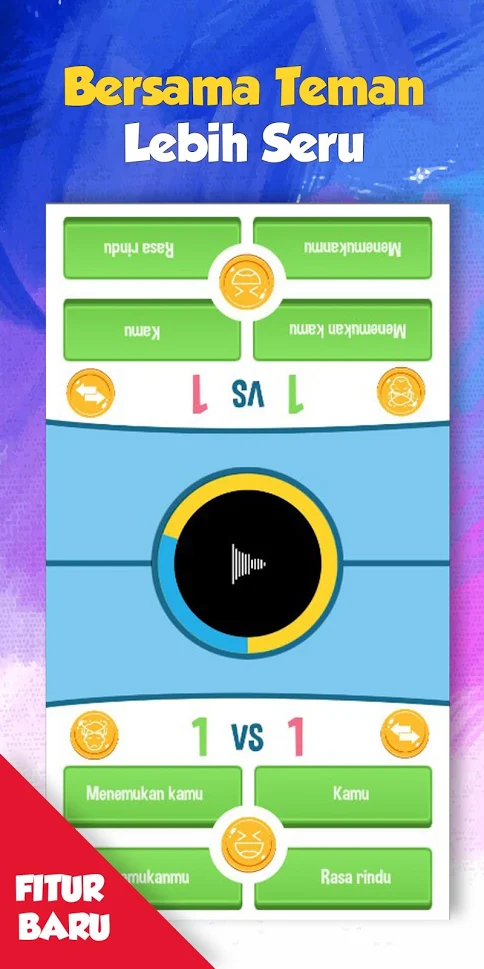 Bersama Teman
Lebih Seru
Rasa rindu
Menemukanmu
Kamu
Menemukan kamu
1 VS 1
1 VS 1
Menemukan kamu
Kamu
mukanmu
Rasa rindu
FITUR
BARU